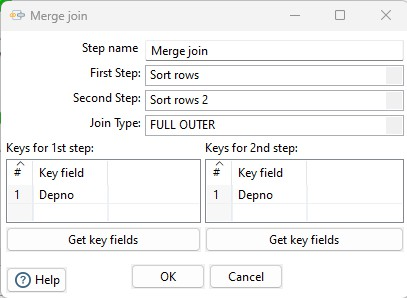 Merge join
Step name Merge join
First Step: Sort rows
Second Step: Sort rows 2
Join Type: FULL OUTER
Keys for 1st step: Keys for 2nd step:
# Key field # Key field
1 Depno 1 Depno
Get key fields Get key fields
? Help OK Cancel